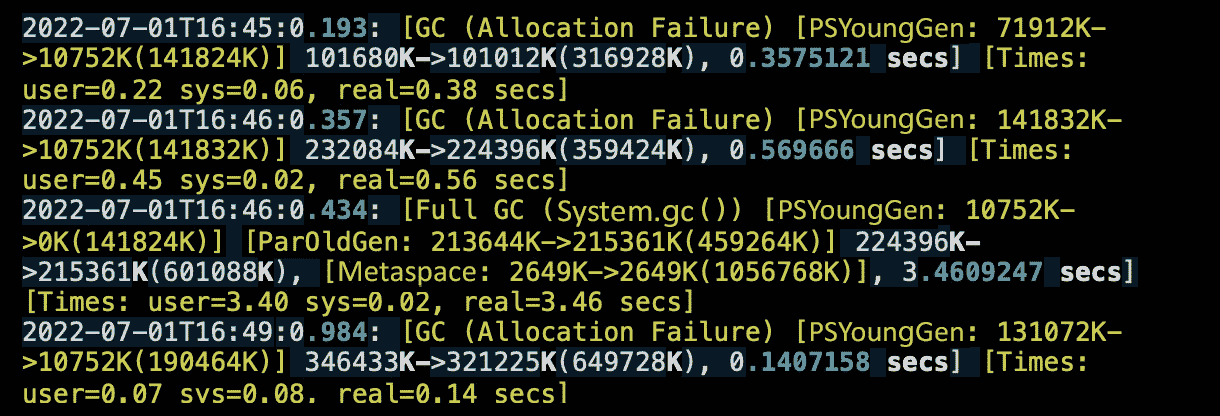 2022-07-01T16:45:0.193: [GC (Allocation Failure) [PSYoungGen: 71912K-
>10752K(141824K)] 101680K->101012K(316928K), 0.3575121 secs] [Times:
user=0.22 sys=0.06, real=0.38 secs]
2022-07-01T16:46:0.357: [GC (Allocation Failure) [PSYoungGen: 141832K-
>10752K(141832K)] 232084K->224396K(359424K), 0.569666 secs] [Times:
user=0.45 sys=0.02, real=0.56 secs]
2022-07-01T16:46:0.434: [Full GC (System.gc()) [PSYoungGen: 10752K-
>0K(141824K)] [ParOldGen: 213644K->215361K(459264K)] 224396K-
>215361K(601088K), [Metaspace: 2649K->2649K(1056768K)], 3.4609247 secs]
[Times: user=3.40 sys=0.02, real=3.46 secs]
2022-07-01T16:49:0.984: [GC (Allocation Failure) [PSYoungGen: 131072K-
>10752K(190464K)] 346433K->321225K(649728K), 0.1407158 secs] [Times:
user=0.07 sys=0.08, real=0.14 secs]